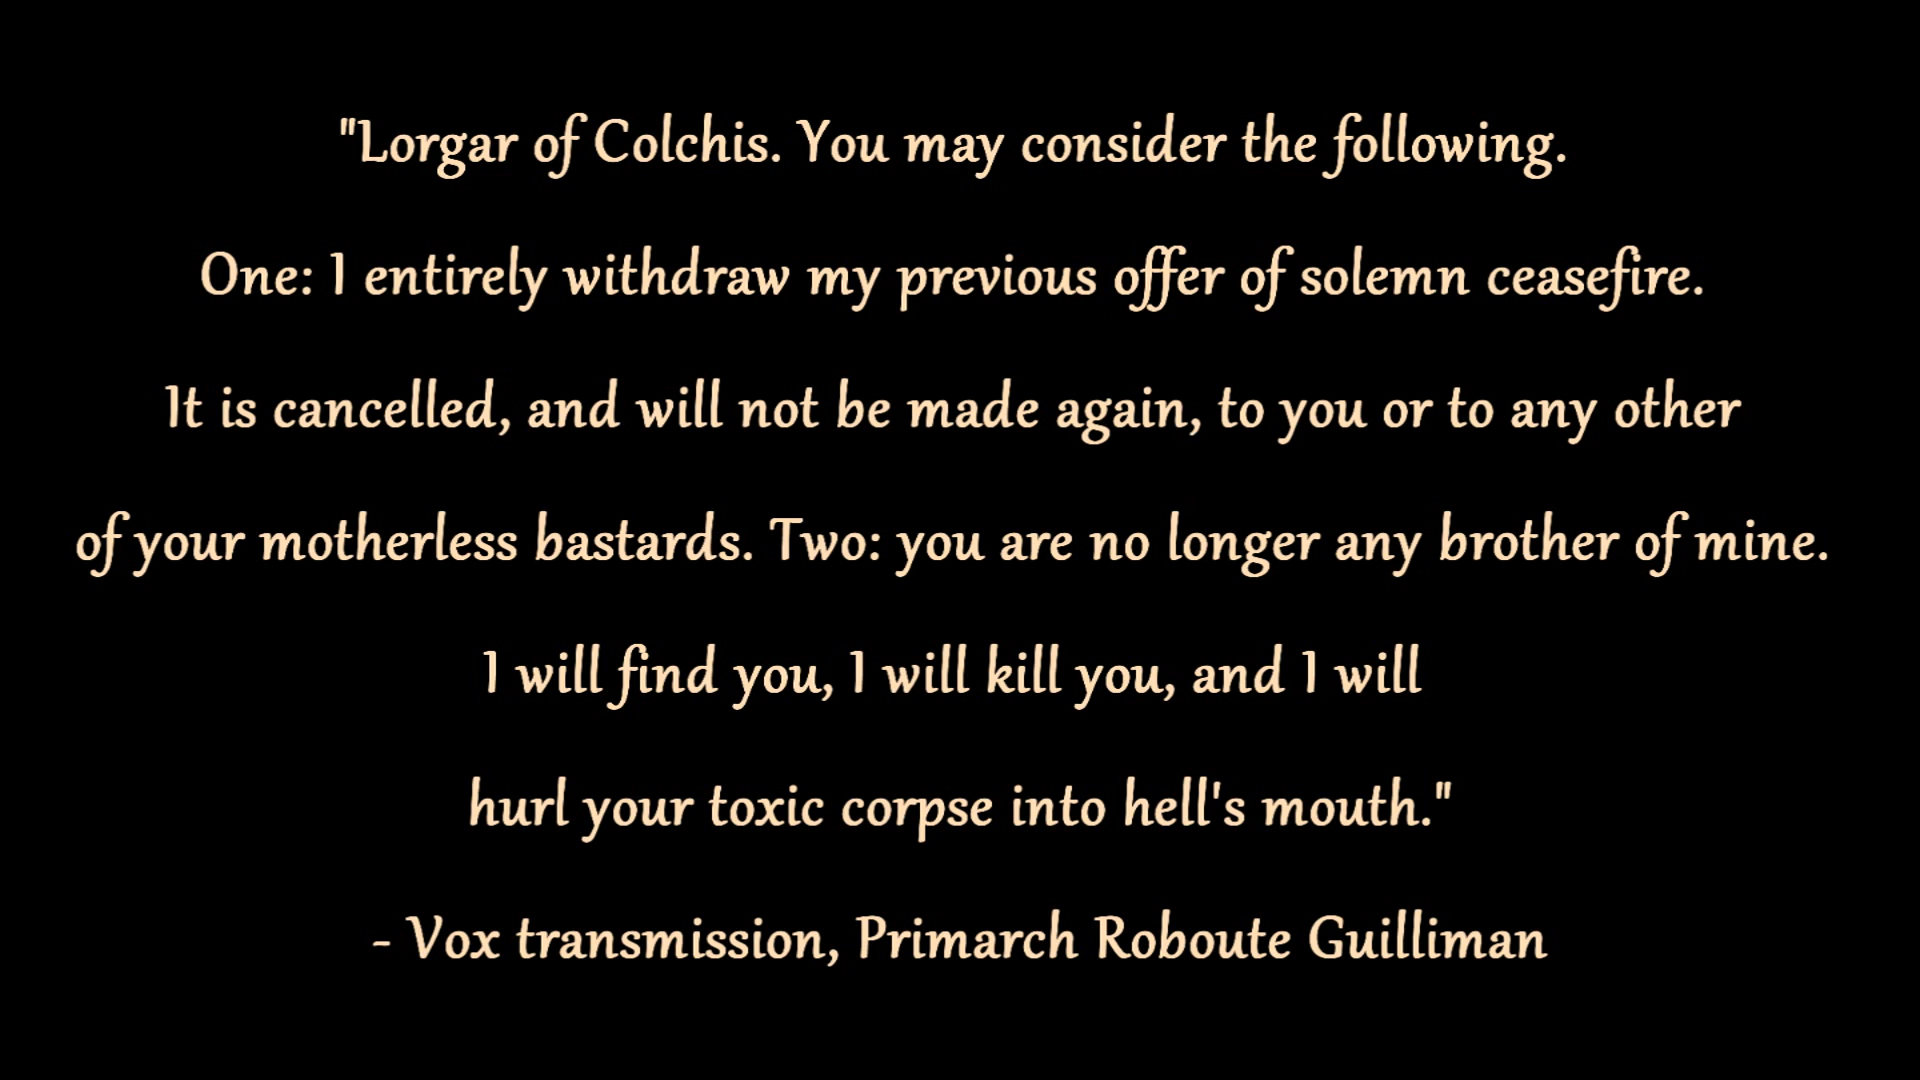 "Lorgar of Colchis. You may consider the following.
One: I entirely withdraw my previous offer of solemn ceasefire.
It is cancelled, and will not be made again, to you or to any other
of your motherless bastards. Two: you are no longer any brother of mine.
I will find you, I will kill you, and I will
hurl your toxic corpse into hell's mouth."
- Vox transmission, Primarch Roboute Guilliman